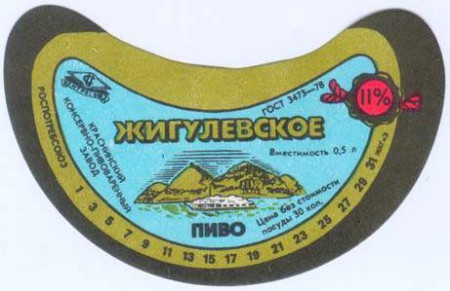 РОСПОТРЕБСОЮЗ
КРАСНИНСКИЙ
КОНСЕРВНО-ПИВОВАРЕННЫЙ
ЗАВОД
ГОСТ 3473—78
11%
ЖИГУЛЕВСКОЕ
Вместимость 0,5 л
ПИВО
Цена без стоимости
посуды 30 коп.
1 3 5 7 9 11 13 15 17 19 21 23 25 27 29 31